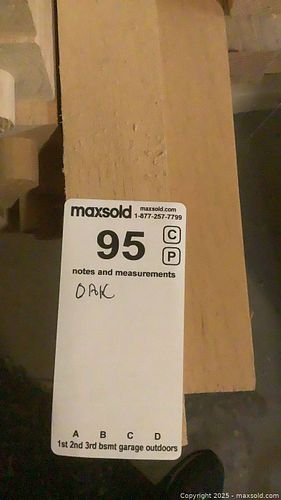 maxsold maxsold.com
1-877-257-7799
95 C
P
notes and measurements
OAK
A B C D
1st 2nd 3rd bsmt garage outdoors
Copyright 2025 - maxsold.com